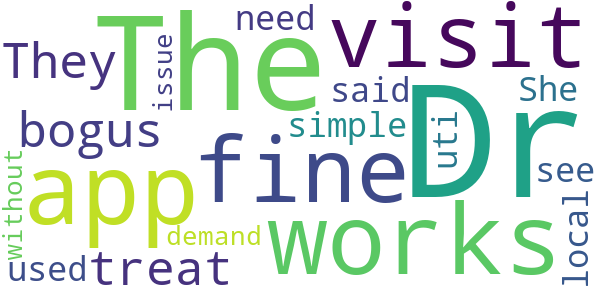 need
The
visit
They
issue
said
She
Dr
bogus
simple
uti
fine
see
app
without
works
local
demand
used
treat